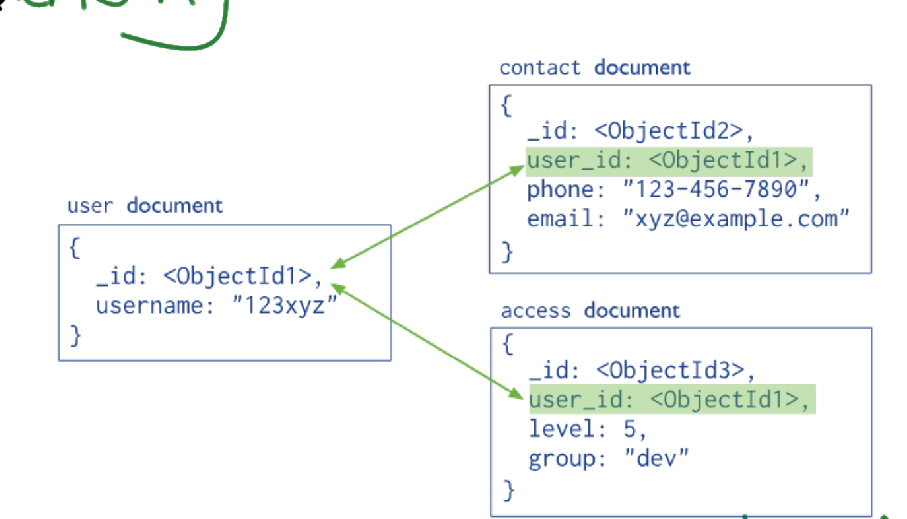 contact document
{
_id: <ObjectId2>,
user_id: <ObjectId1>,
phone: "123-456-7890",
email: "xyz@example.com"
}
user document
{
_id: <ObjectId1>,
username: "123xyz"
}
access document
{
_id: <ObjectId3>,
user_id: <ObjectId1>,
level: 5,
group: "dev"
}